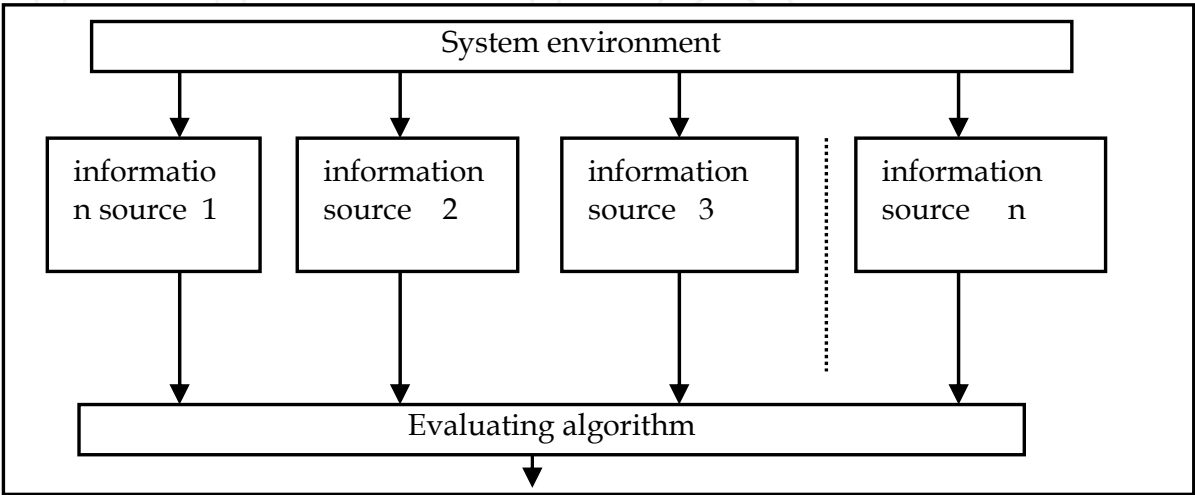 System environment
informatio
n source 1
information
source 2
information
source 3
information
source n
Evaluating algorithm